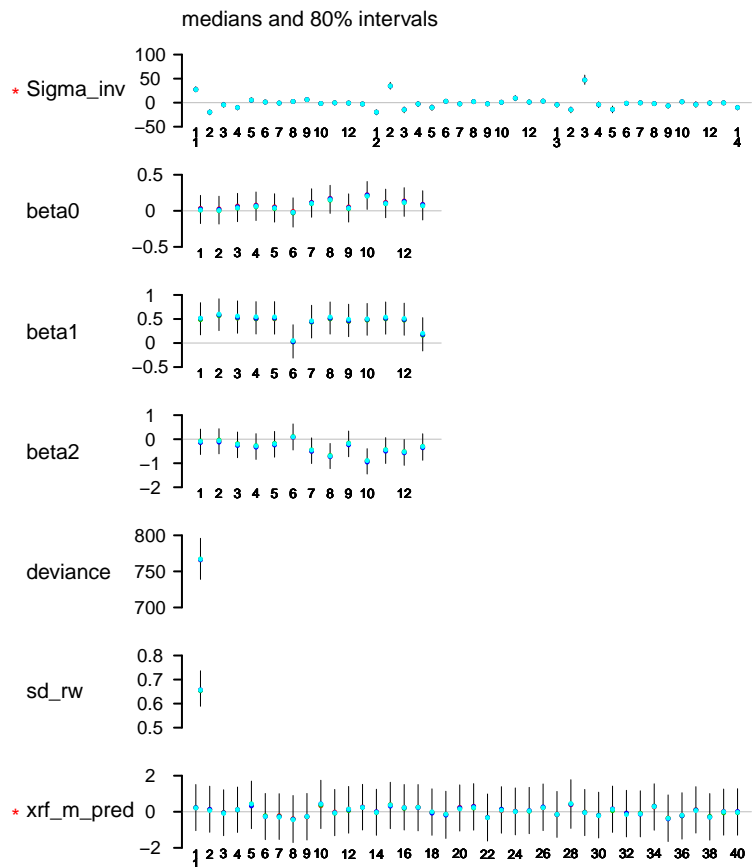 medians and 80% intervals
* Sigma_inv
100
50
0
−50
1 2 3 4 5 6 7 8 9 10 12 1 2 3 4 5 6 7 8 9 10 12 1 2 3 4 5 6 7 8 9 10 12 1
1 2 3 4
beta0
0.5
0
−0.5
1 2 3 4 5 6 7 8 9 10 12
beta1
1
0.5
0
−0.5
1 2 3 4 5 6 7 8 9 10 12
beta2
1
0
−1
−2
1 2 3 4 5 6 7 8 9 10 12
deviance
800
750
700
sd_rw
0.8
0.7
0.6
0.5
* xrf_m_pred
2
0
−2
1 2 3 4 5 6 7 8 9 10 12 14 16 18 20 22 24 26 28 30 32 34 36 38 40
1